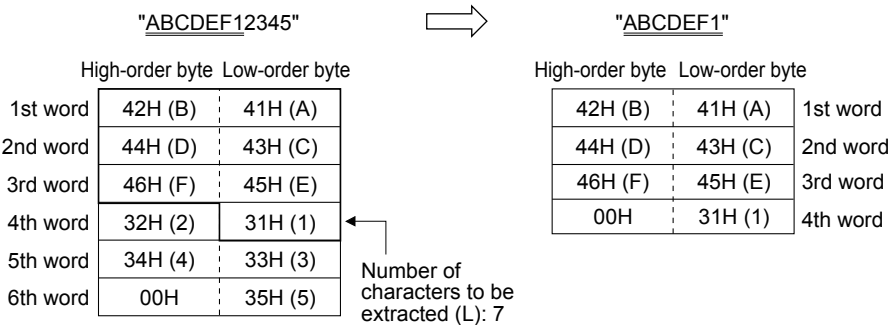 "ABCDEF12345" "ABCDEF1"
High-order byte Low-order byte High-order byte Low-order byte
1st word 42H (B) 41H (A) 42H (B) 41H (A) 1st word
2nd word 44H (D) 43H (C) 44H (D) 43H (C) 2nd word
3rd word 46H (F) 45H (E) 46H (F) 45H (E) 3rd word
4th word 32H (2) 31H (1) 00H 31H (1) 4th word
5th word 34H (4) 33H (3)
6th word 00H 35H (5)
Number of
characters to be
extracted (L): 7